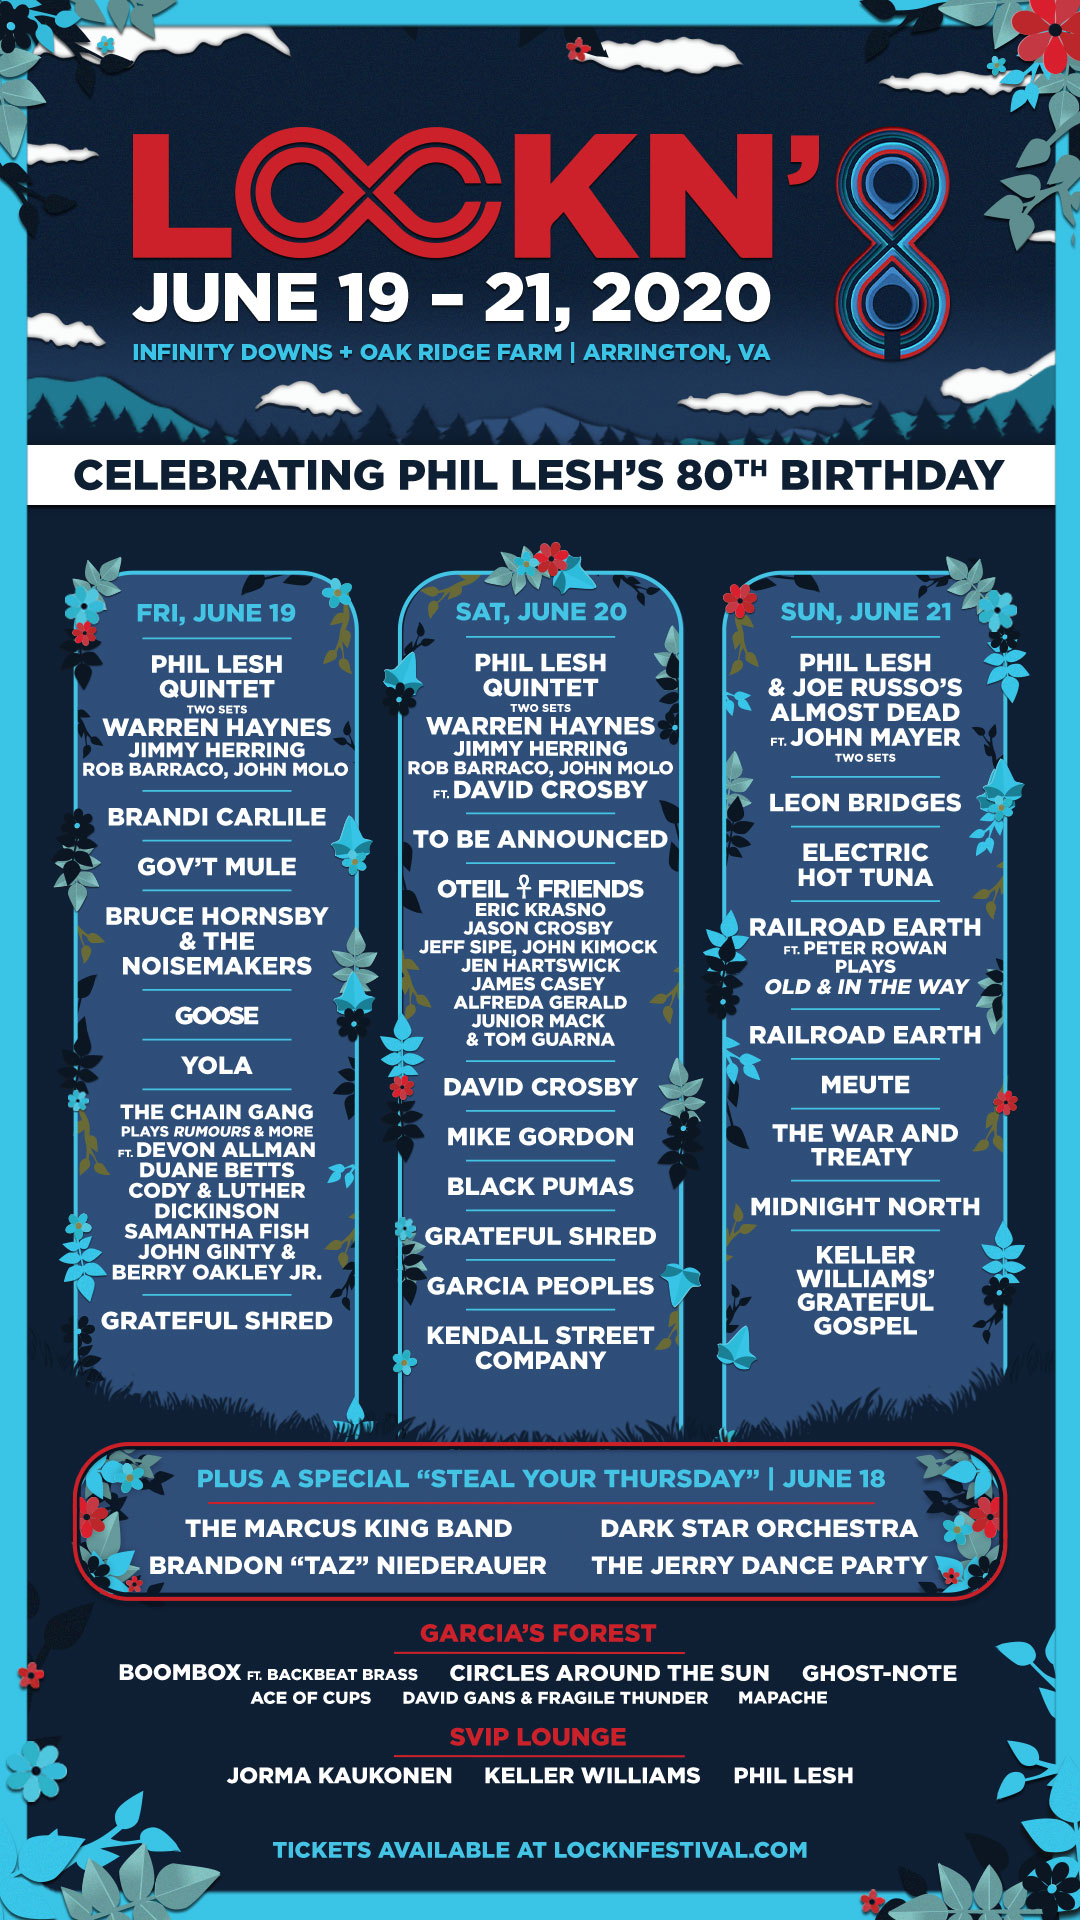 LOCKN' 8
JUNE 19 – 21, 2020
INFINITY DOWNS + OAK RIDGE FARM | ARRINGTON, VA
CELEBRATING PHIL LESH'S 80TH BIRTHDAY
FRI, JUNE 19
PHIL LESH
QUINTET
TWO SETS
WARREN HAYNES
JIMMY HERRING
ROB BARRACO, JOHN MOLO
BRANDI CARLILE
GOV'T MULE
BRUCE HORNSBY
& THE
NOISEMAKERS
GOOSE
YOLA
THE CHAIN GANG
PLAYS RUMOURS & MORE
FT. DEVON ALLMAN
DUANE BETTS
CODY & LUTHER
DICKINSON
SAMANTHA FISH
JOHN GINTY &
BERRY OAKLEY JR.
GRATEFUL SHRED
SAT, JUNE 20
PHIL LESH
QUINTET
TWO SETS
WARREN HAYNES
JIMMY HERRING
ROB BARRACO, JOHN MOLO
FT. DAVID CROSBY
TO BE ANNOUNCED
OTEIL ☥ FRIENDS
ERIC KRASNO
JASON CROSBY
JEFF SIPE, JOHN KIMOCK
JEN HARTSWICK
JAMES CASEY
ALFREDA GERALD
JUNIOR MACK
& TOM GUARNA
DAVID CROSBY
MIKE GORDON
BLACK PUMAS
GRATEFUL SHRED
GARCIA PEOPLES
KENDALL STREET
COMPANY
SUN, JUNE 21
PHIL LESH
& JOE RUSSO'S
ALMOST DEAD
FT. JOHN MAYER
TWO SETS
LEON BRIDGES
ELECTRIC
HOT TUNA
RAILROAD EARTH
FT. PETER ROWAN
PLAYS
OLD & IN THE WAY
RAILROAD EARTH
MEUTE
THE WAR AND
TREATY
MIDNIGHT NORTH
KELLER
WILLIAMS'
GRATEFUL
GOSPEL
PLUS A SPECIAL "STEAL YOUR THURSDAY" | JUNE 18
THE MARCUS KING BAND DARK STAR ORCHESTRA
BRANDON "TAZ" NIEDERAUER THE JERRY DANCE PARTY
GARCIA'S FOREST
BOOMBOX FT. BACKBEAT BRASS CIRCLES AROUND THE SUN GHOST-NOTE
ACE OF CUPS DAVID GANS & FRAGILE THUNDER MAPACHE
SVIP LOUNGE
JORMA KAUKONEN KELLER WILLIAMS PHIL LESH
TICKETS AVAILABLE AT LOCKNFESTIVAL.COM